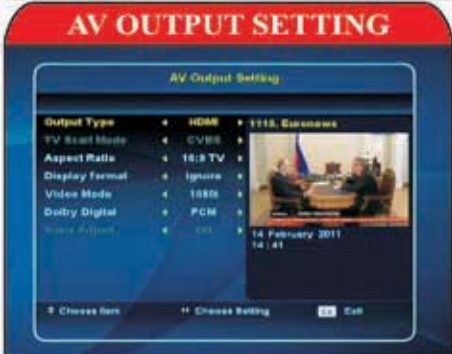 AV OUTPUT SETTING
AV Output Setting
Output Type HDMI
TV Scart Mode CVBS
Aspect Ratio 16:9 TV
Display format Ignore
Video Mode 1080i
Dolby Digital PCM
1115. Euronews
14 February 2011
14:41
Choose Item
Choose Setting
Exit